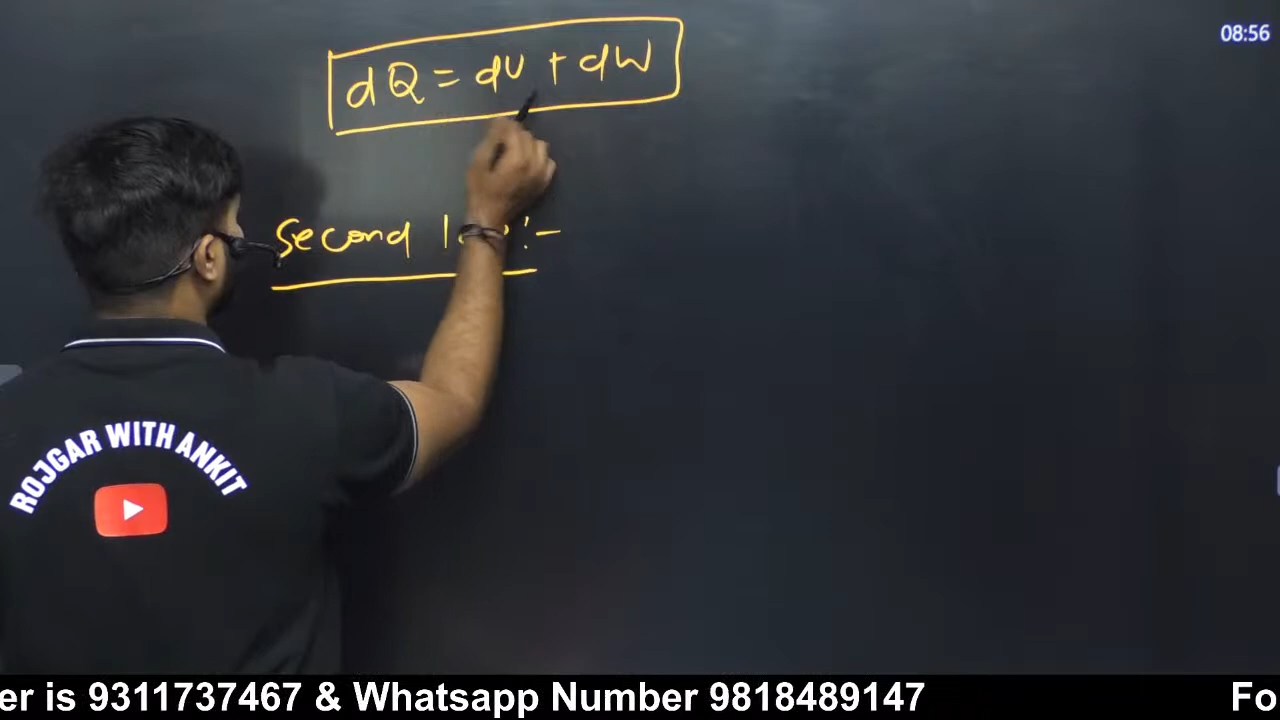 08:56
dQ = dU + dW
Second
:-
ROJGAR WITH ANKIT
er is 9311737467 & Whatsapp Number 9818489147
Fo